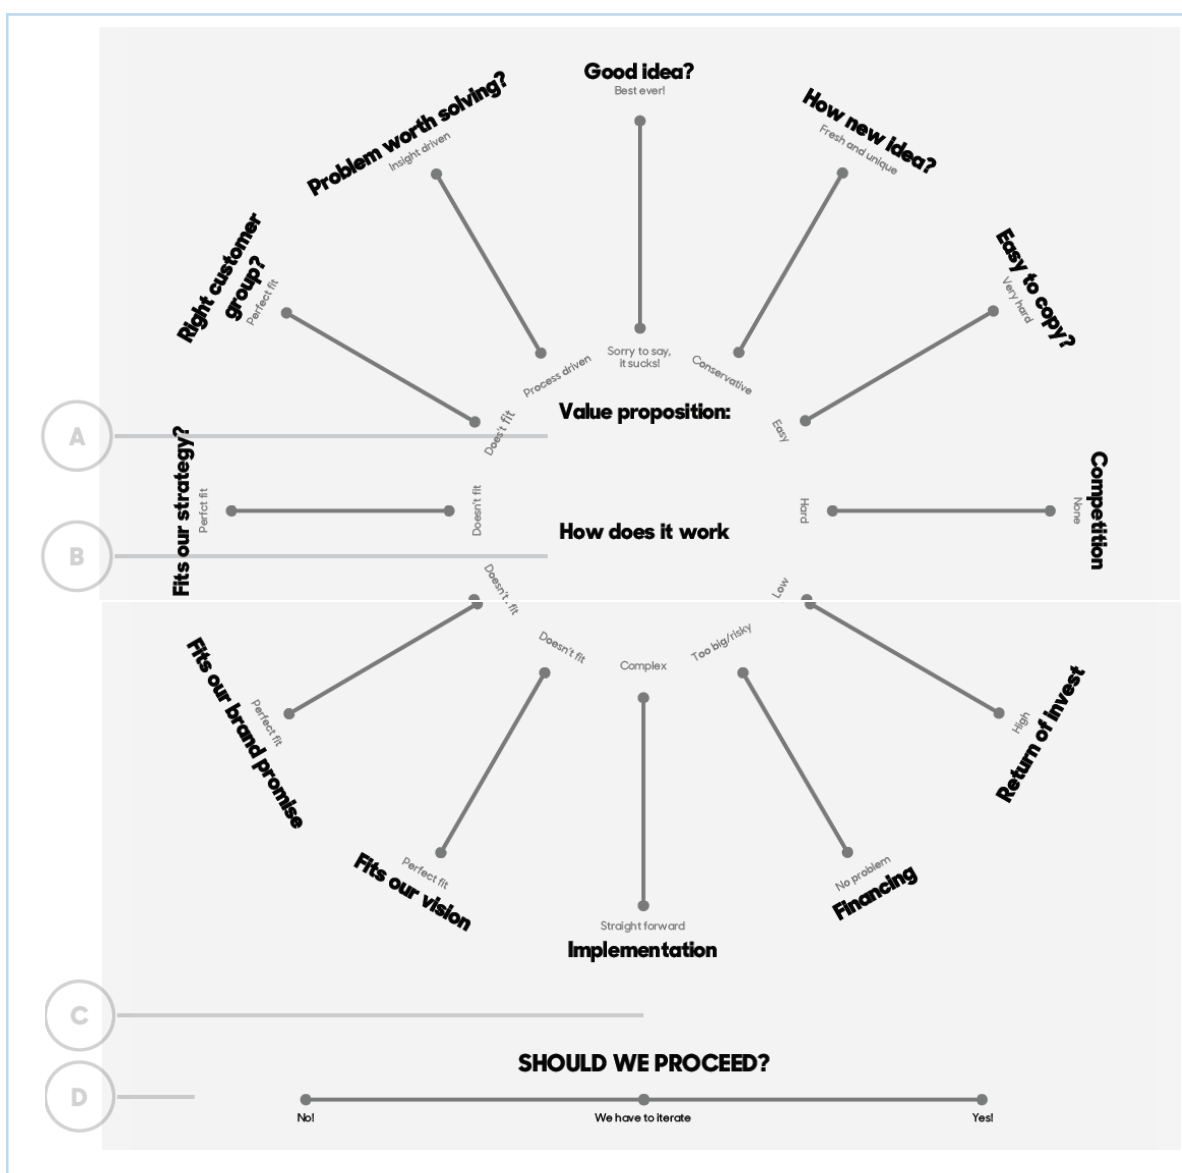 Good idea?
Best ever!
Sorry to say,
it sucks!
How new idea?
Fresh and unique
Conservative
Easy to copy?
Very hard
Easy
Competition
None
Hard
Return of invest
High
Low
Financing
No problem
Too big/risky
Implementation
Straight forward
Complex
Fits our vision
Perfect fit
Doesn't fit
Fits our brand promise
Perfect fit
Doesn't fit
Fits our strategy?
Perfct fit
Doesn't fit
Right customer
group?
Perfect fit
Does't fit
Problem worth solving?
Insight driven
Process driven
A
Value proposition:
B
How does it work
C
SHOULD WE PROCEED?
D
No!
We have to iterate
Yes!